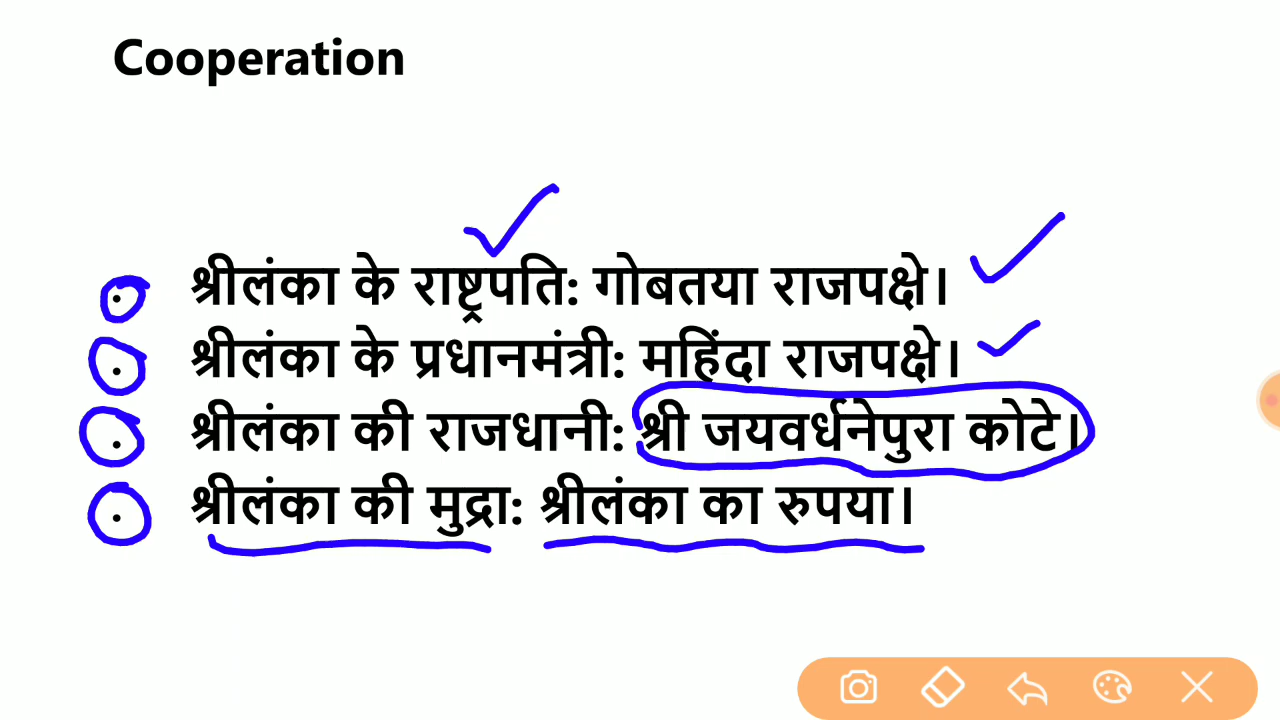 Cooperation
श्रीलंका के राष्ट्रपति: गोबतया राजपक्षे।
श्रीलंका के प्रधानमंत्री: महिंदा राजपक्षे।
श्रीलंका की राजधानी: श्री जयवर्धनेपुरा कोटे।
श्रीलंका की मुद्रा: श्रीलंका का रुपया।